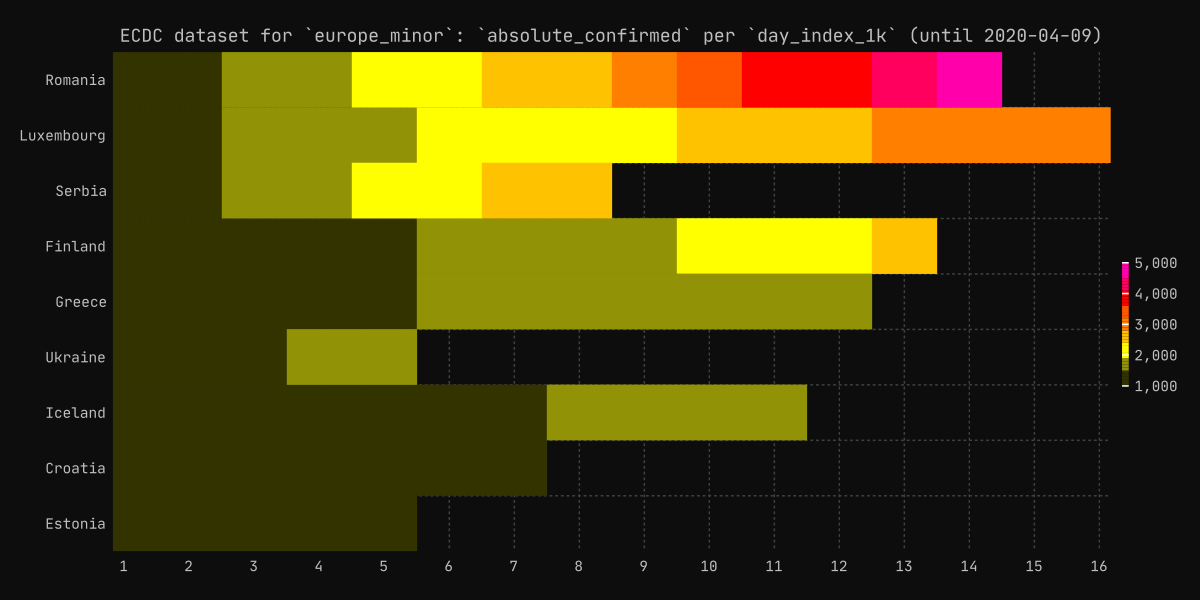 ECDC dataset for `europe_minor`: `absolute_confirmed` per `day_index_1k` (until 2020-04-09)
Romania
Luxembourg
Serbia
Finland
Greece
Ukraine
Iceland
Croatia
Estonia
5,000
4,000
3,000
2,000
1,000
1 2 3 4 5 6 7 8 9 10 11 12 13 14 15 16